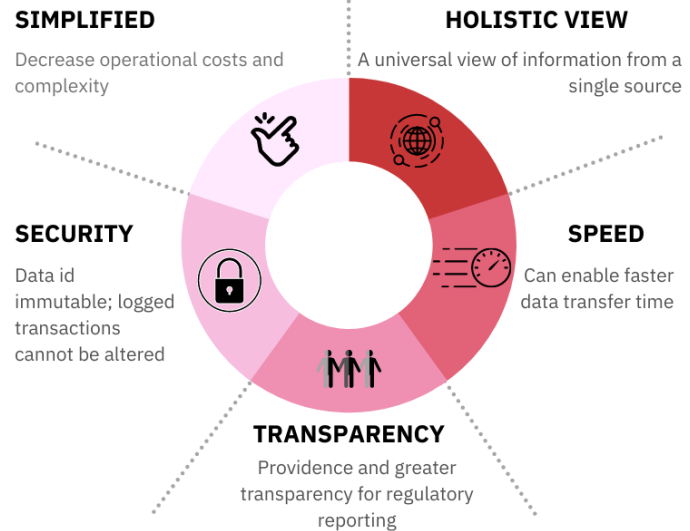 SIMPLIFIED
Decrease operational costs and
complexity
HOLISTIC VIEW
A universal view of information from a
single source
SECURITY
Data id
immutable; logged
transactions
cannot be altered
SPEED
Can enable faster
data transfer time
TRANSPARENCY
Providence and greater
transparency for regulatory
reporting